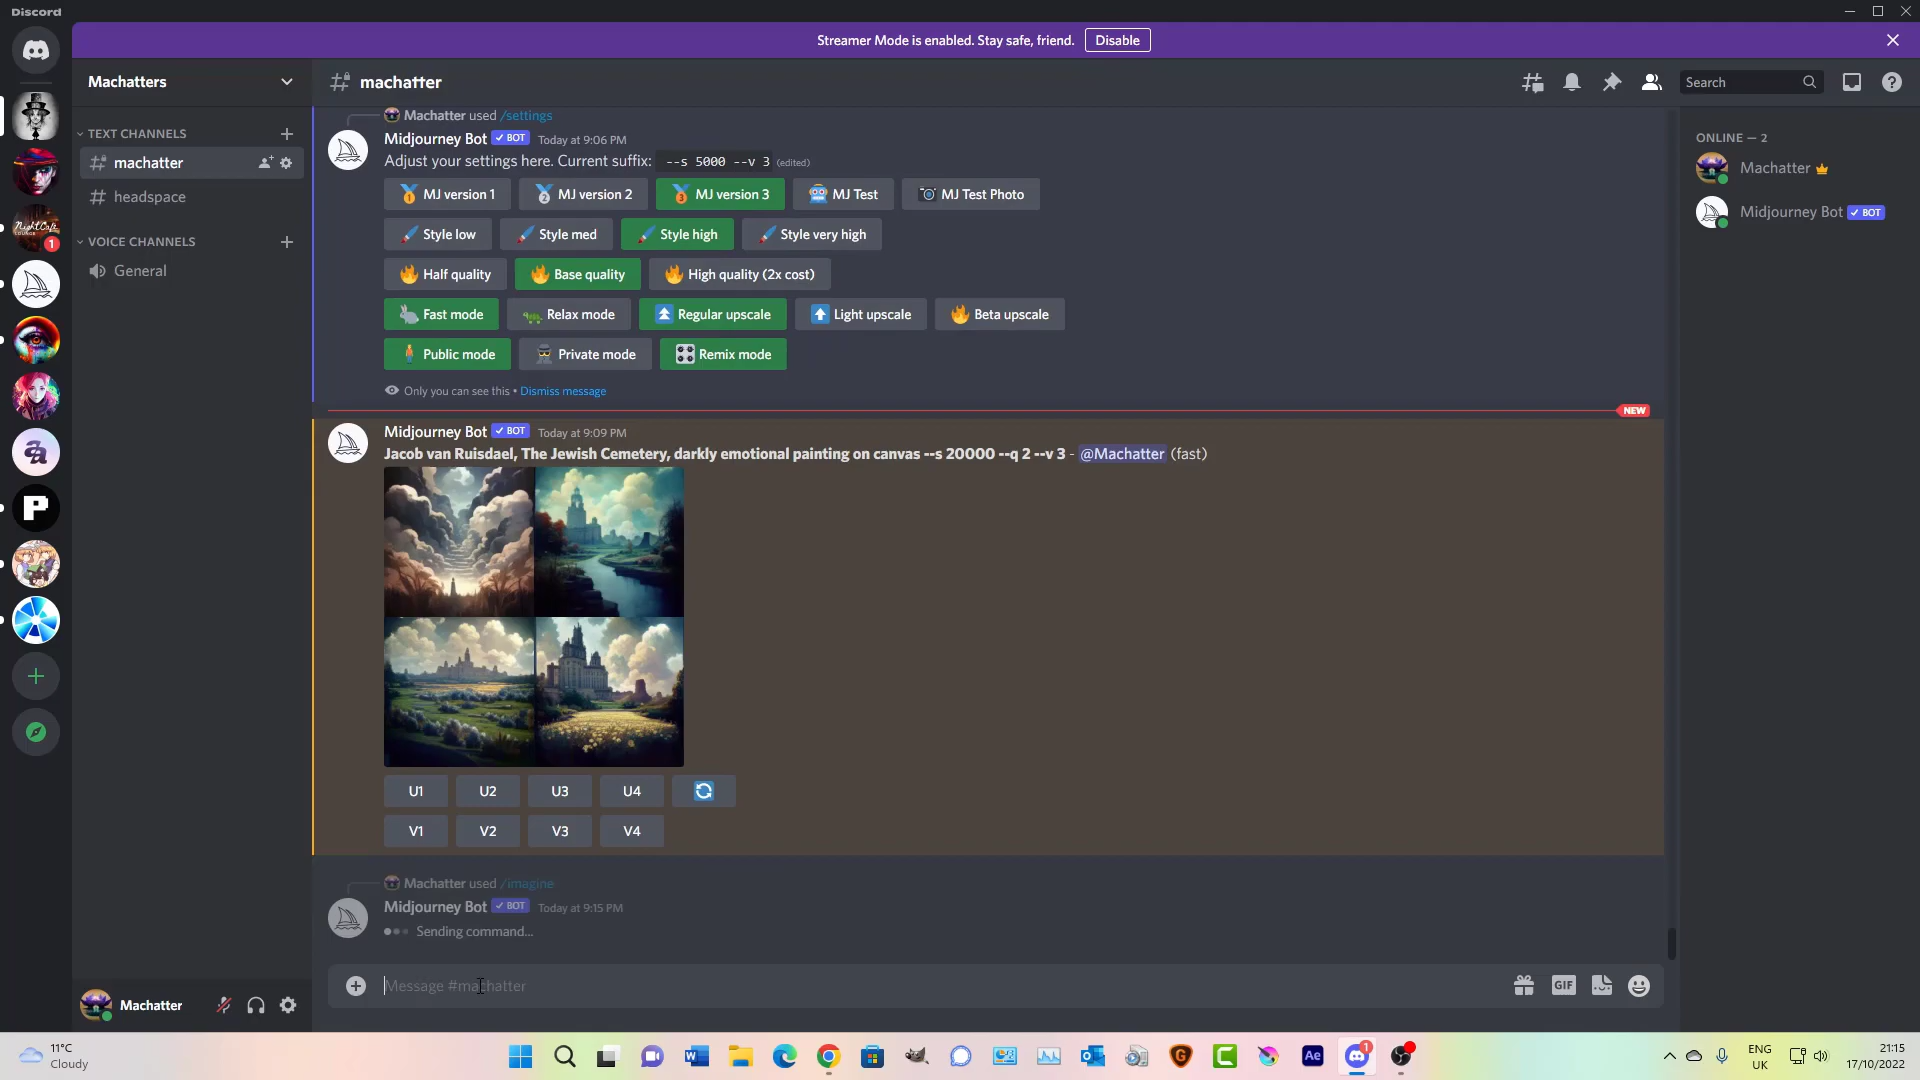 Discord
Streamer Mode is enabled. Stay safe, friend. Disable
Machatters
machatter
Search
TEXT CHANNELS
machatter
headspace
VOICE CHANNELS
General
Machatter used /settings
Midjourney Bot BOT Today at 9:06 PM
Adjust your settings here. Current suffix: --s 5000 --v 3 (edited)
MJ version 1 MJ version 2 MJ version 3 MJ Test MJ Test Photo
Style low Style med Style high Style very high
Half quality Base quality High quality (2x cost)
Fast mode Relax mode Regular upscale Light upscale Beta upscale
Public mode Private mode Remix mode
Only you can see this • Dismiss message
NEW
Midjourney Bot BOT Today at 9:09 PM
Jacob van Ruisdael, The Jewish Cemetery, darkly emotional painting on canvas --s 20000 --q 2 --v 3 - @Machatter (fast)
U1 U2 U3 U4
V1 V2 V3 V4
Machatter used /imagine
Midjourney Bot BOT Today at 9:15 PM
Sending command...
Message #machatter
GIF
ONLINE — 2
Machatter
Midjourney Bot BOT
Machatter
11°C
Cloudy
ENG
UK
21:15
17/10/2022